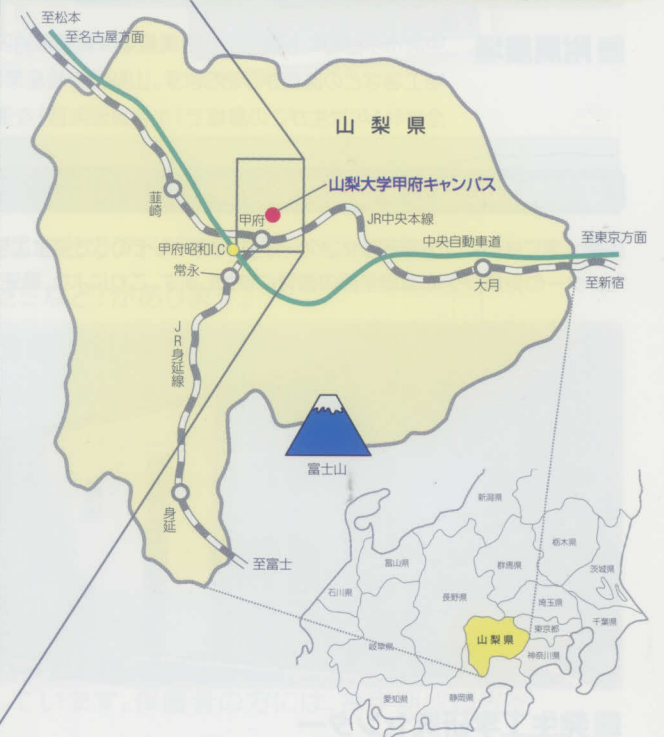 至松本
至名古屋方面
山梨県
山梨大学甲府キャンパス
韮崎
甲府
JR中央本線
甲府昭和I.C
中央自動車道
至東京方面
常永
大月
至新宿
JR身延線
富士山
身延
至富士
新潟県
栃木県
富山県
群馬県
茨城県
石川県
長野県
埼玉県
山梨県
東京都
千葉県
岐阜県
神奈川県
愛知県
静岡県